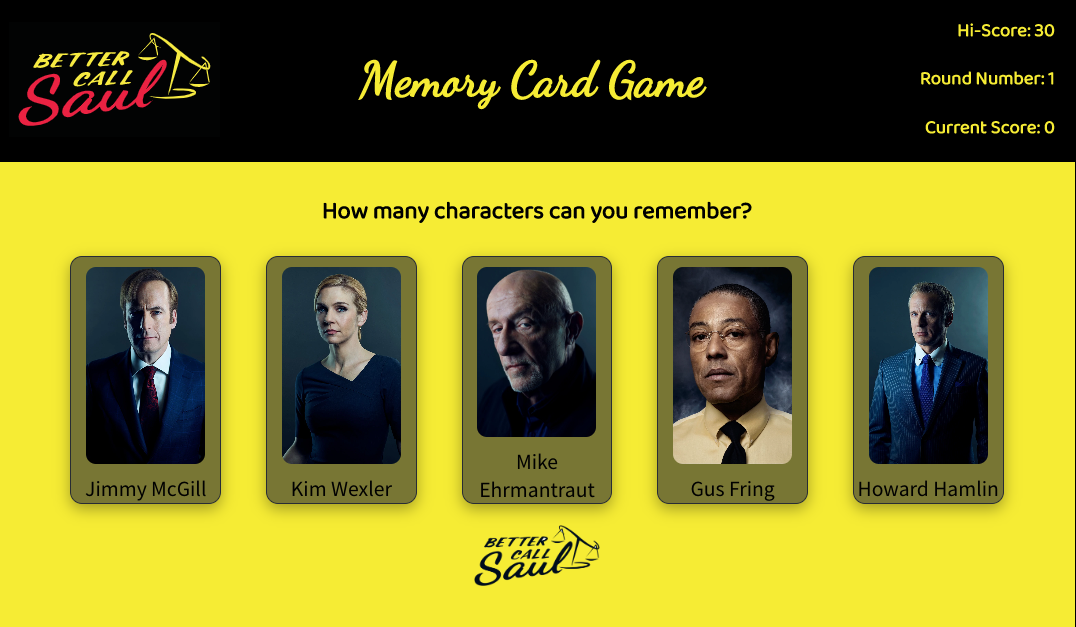 BETTER
CALL
Saul
Memory Card Game
Hi-Score: 30
Round Number: 1
Current Score: 0
How many characters can you remember?
Jimmy McGill
Kim Wexler
Mike
Ehrmantraut
Gus Fring
Howard Hamlin
BETTER
CALL
Saul